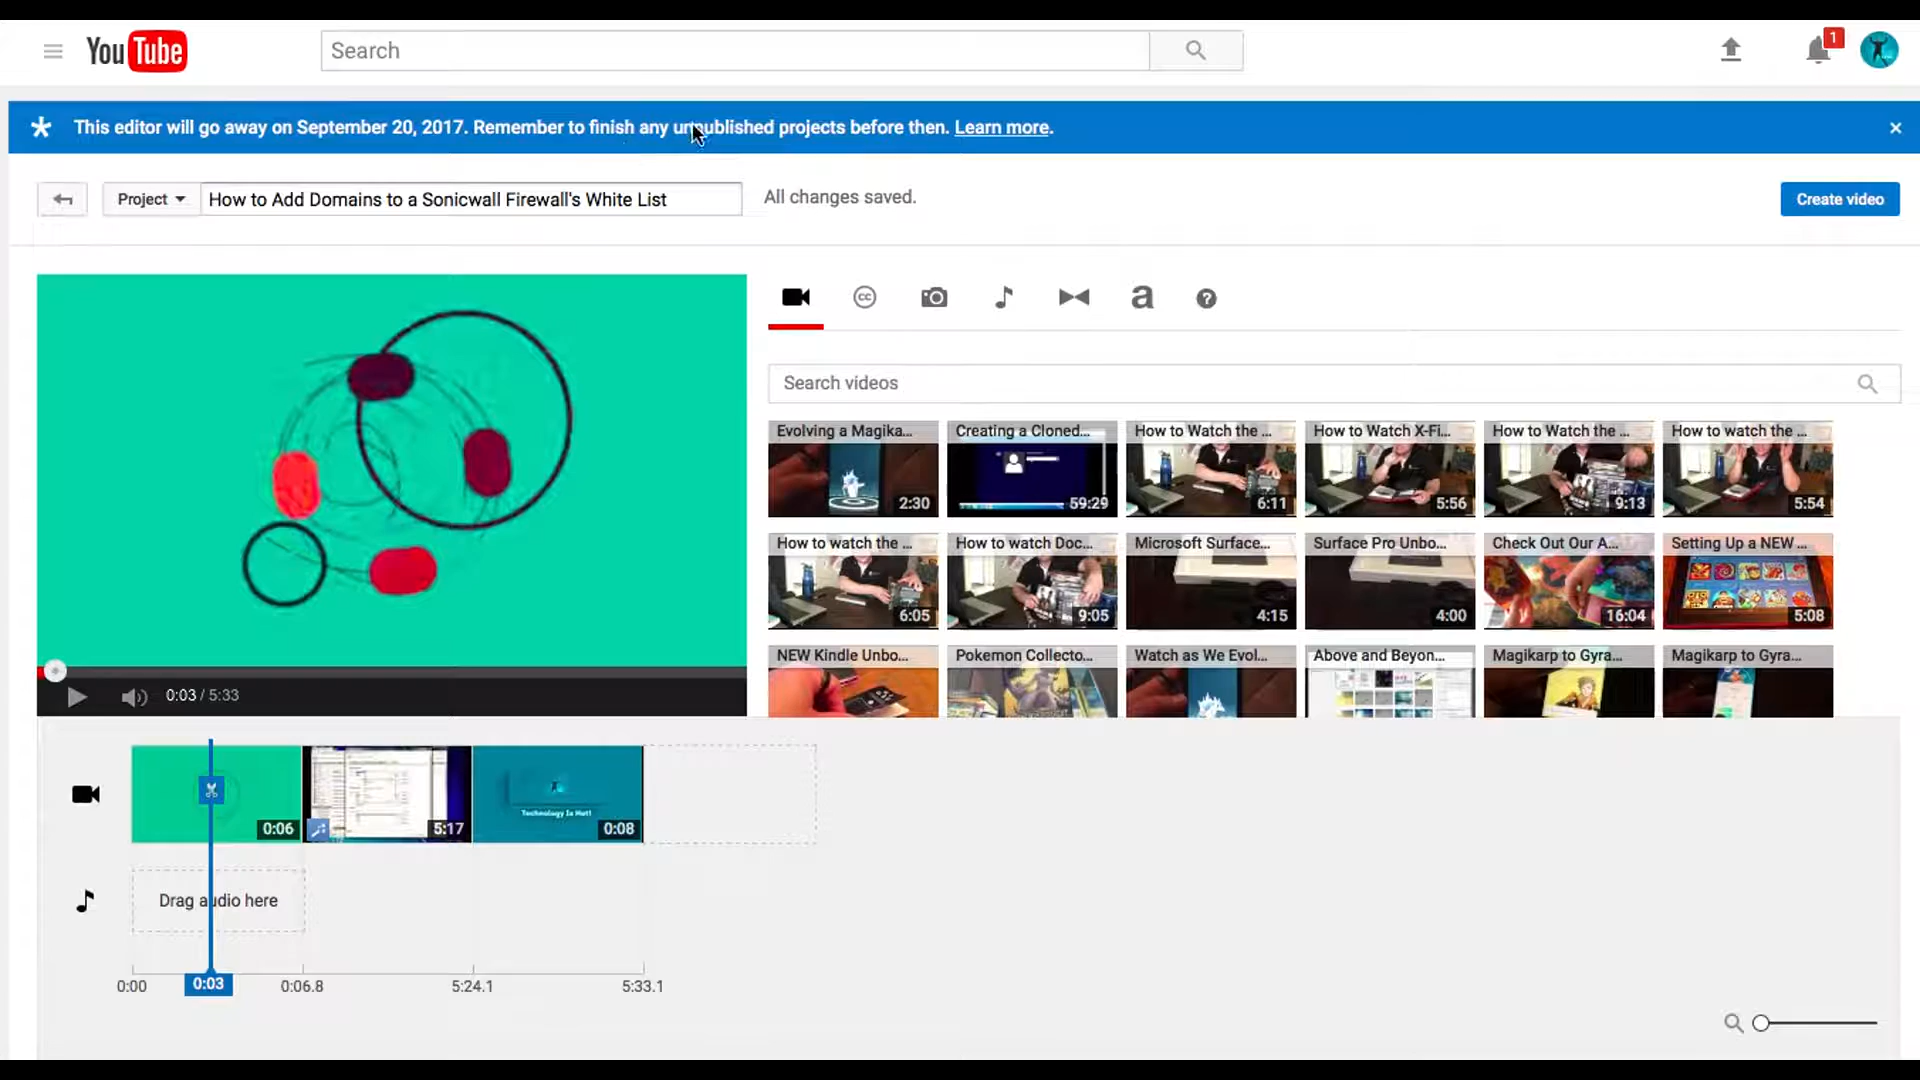 YouTube
Search
1
This editor will go away on September 20, 2017. Remember to finish any unpublished projects before then. Learn more.
Project
How to Add Domains to a Sonicwall Firewall's White List
All changes saved.
Create video
cc
a
?
Search videos
Evolving a Magika... 2:30
Creating a Cloned... 59:29
How to Watch the ... 6:11
How to Watch X-Fi... 5:56
How to Watch the ... 9:13
How to watch the ... 5:54
How to watch the ... 6:05
How to watch Doc... 9:05
Microsoft Surface... 4:15
Surface Pro Unbo... 4:00
Check Out Our A... 16:04
Setting Up a NEW ... 5:08
NEW Kindle Unbo...
Pokemon Collecto...
Watch as We Evol...
Above and Beyon...
Magikarp to Gyra...
Magikarp to Gyra...
0:03 / 5:33
0:06
5:17
Technology Is Hot!
0:08
Drag audio here
0:00
0:03
0:06.8
5:24.1
5:33.1